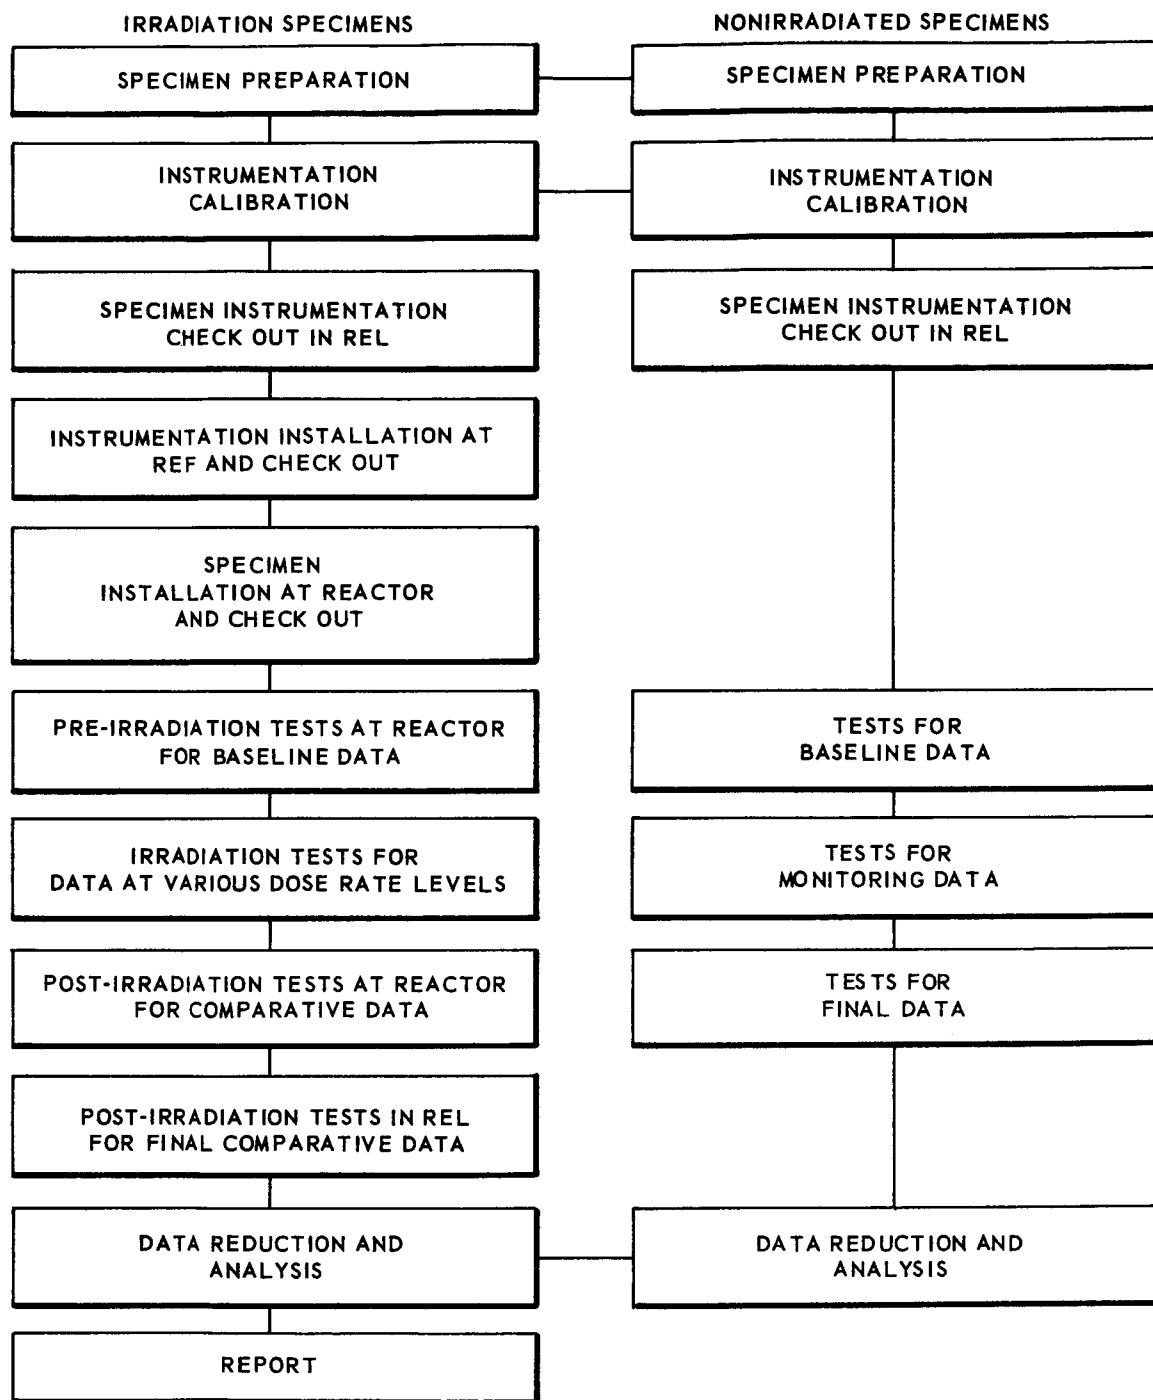 IRRADIATION SPECIMENS
SPECIMEN PREPARATION
INSTRUMENTATION
CALIBRATION
SPECIMEN INSTRUMENTATION
CHECK OUT IN REL
INSTRUMENTATION INSTALLATION AT
REF AND CHECK OUT
SPECIMEN
INSTALLATION AT REACTOR
AND CHECK OUT
PRE-IRRADIATION TESTS AT REACTOR
FOR BASELINE DATA
IRRADIATION TESTS FOR
DATA AT VARIOUS DOSE RATE LEVELS
POST-IRRADIATION TESTS AT REACTOR
FOR COMPARATIVE DATA
POST-IRRADIATION TESTS IN REL
FOR FINAL COMPARATIVE DATA
DATA REDUCTION AND
ANALYSIS
REPORT
NONIRRADIATED SPECIMENS
SPECIMEN PREPARATION
INSTRUMENTATION
CALIBRATION
SPECIMEN INSTRUMENTATION
CHECK OUT IN REL
TESTS FOR
BASELINE DATA
TESTS FOR
MONITORING DATA
TESTS FOR
FINAL DATA
DATA REDUCTION AND
ANALYSIS